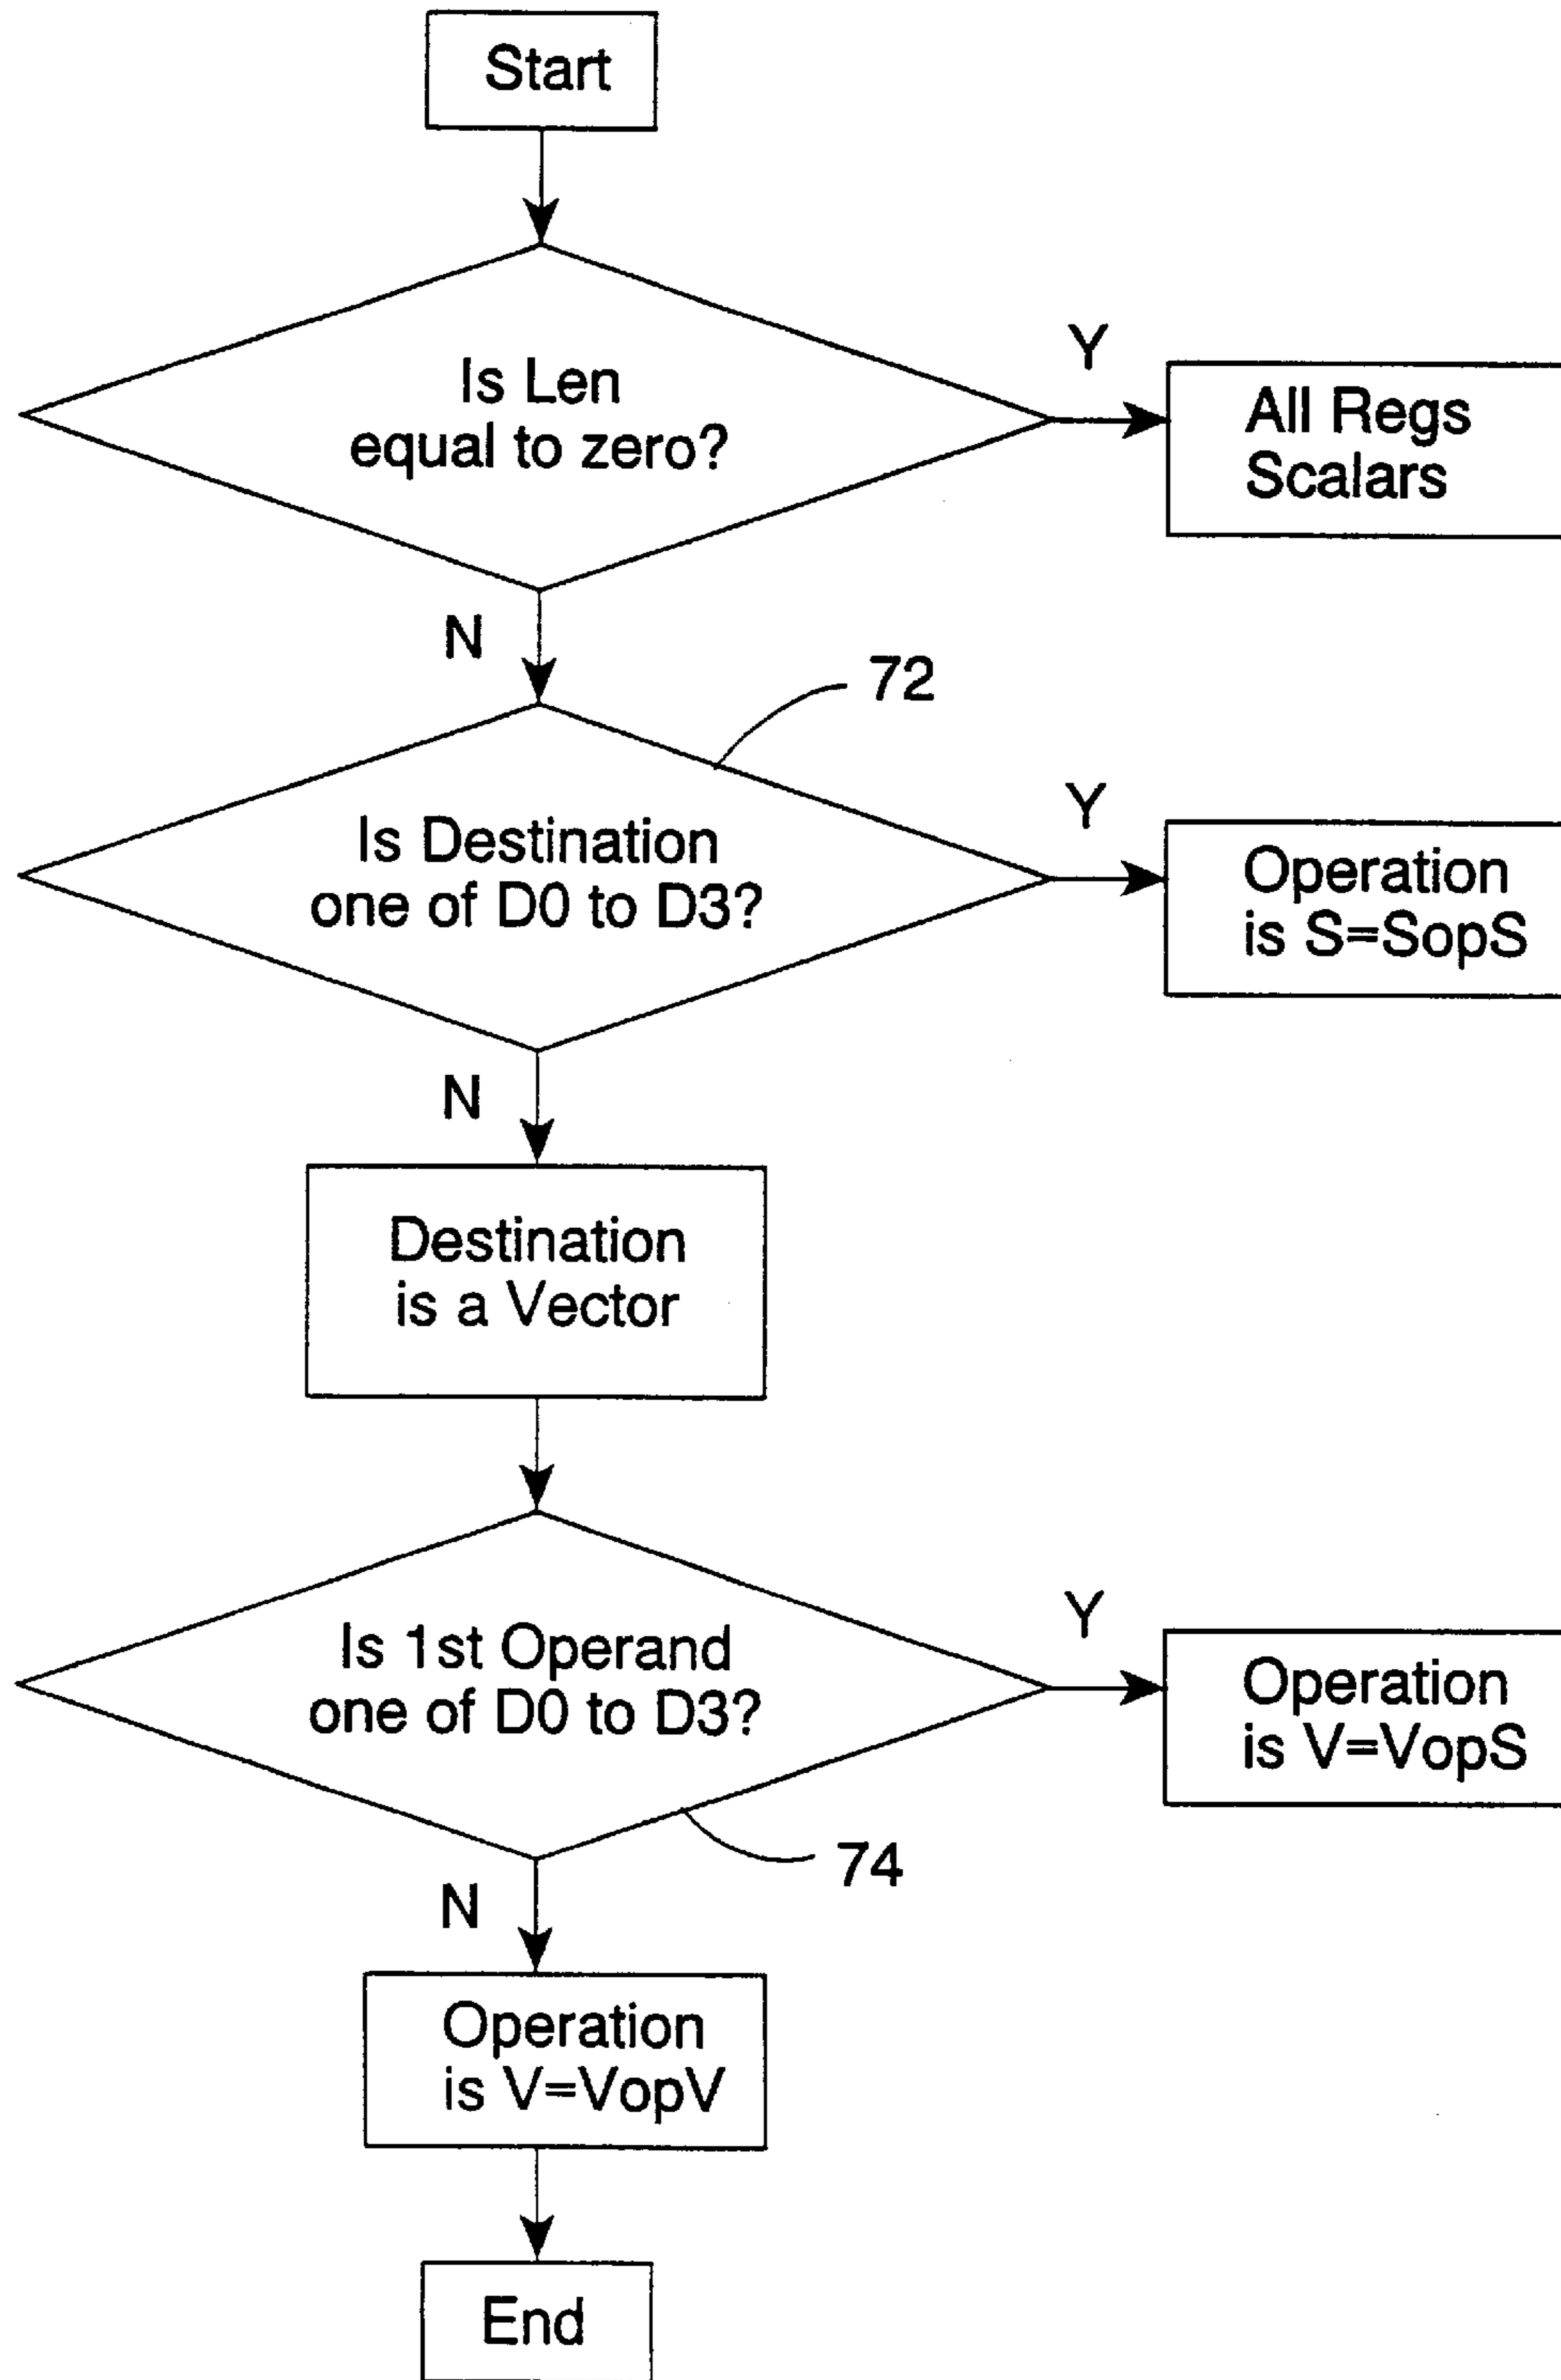 Start
Is Len
equal to zero?
Y
All Regs
Scalars
N
72
Is Destination
one of D0 to D3?
Y
Operation
is S=SopS
N
Destination
is a Vector
Is 1st Operand
one of D0 to D3?
Y
Operation
is V=VopS
74
N
Operation
is V=VopV
End